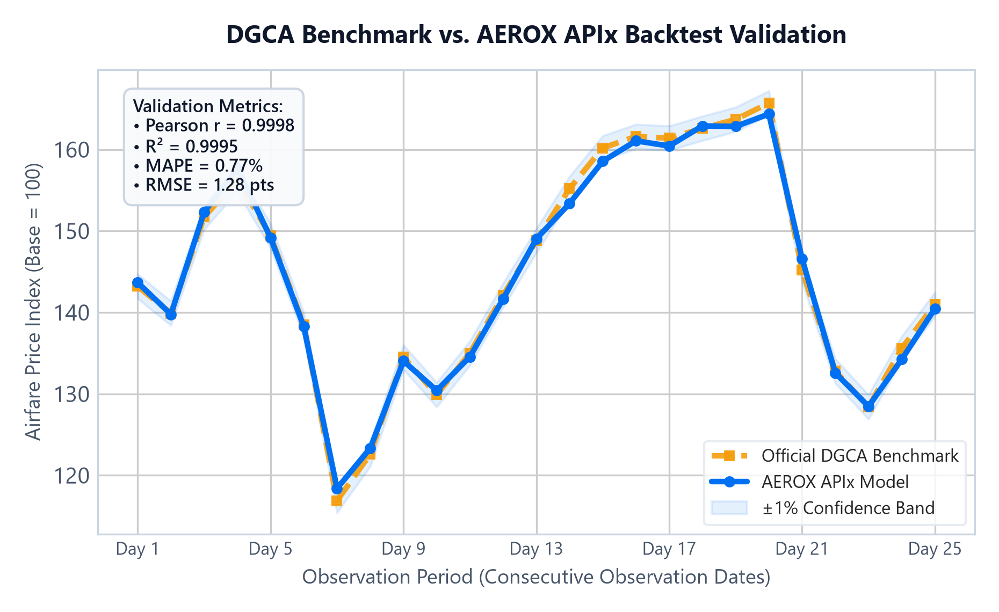 DGCA Benchmark vs. AEROX APIx Backtest Validation
Validation Metrics:
• Pearson r = 0.9998
• R² = 0.9995
• MAPE = 0.77%
• RMSE = 1.28 pts
Airfare Price Index (Base = 100)
160
150
140
130
120
Official DGCA Benchmark
AEROX APIx Model
±1% Confidence Band
Day 1 Day 5 Day 9 Day 13 Day 17 Day 21 Day 25
Observation Period (Consecutive Observation Dates)